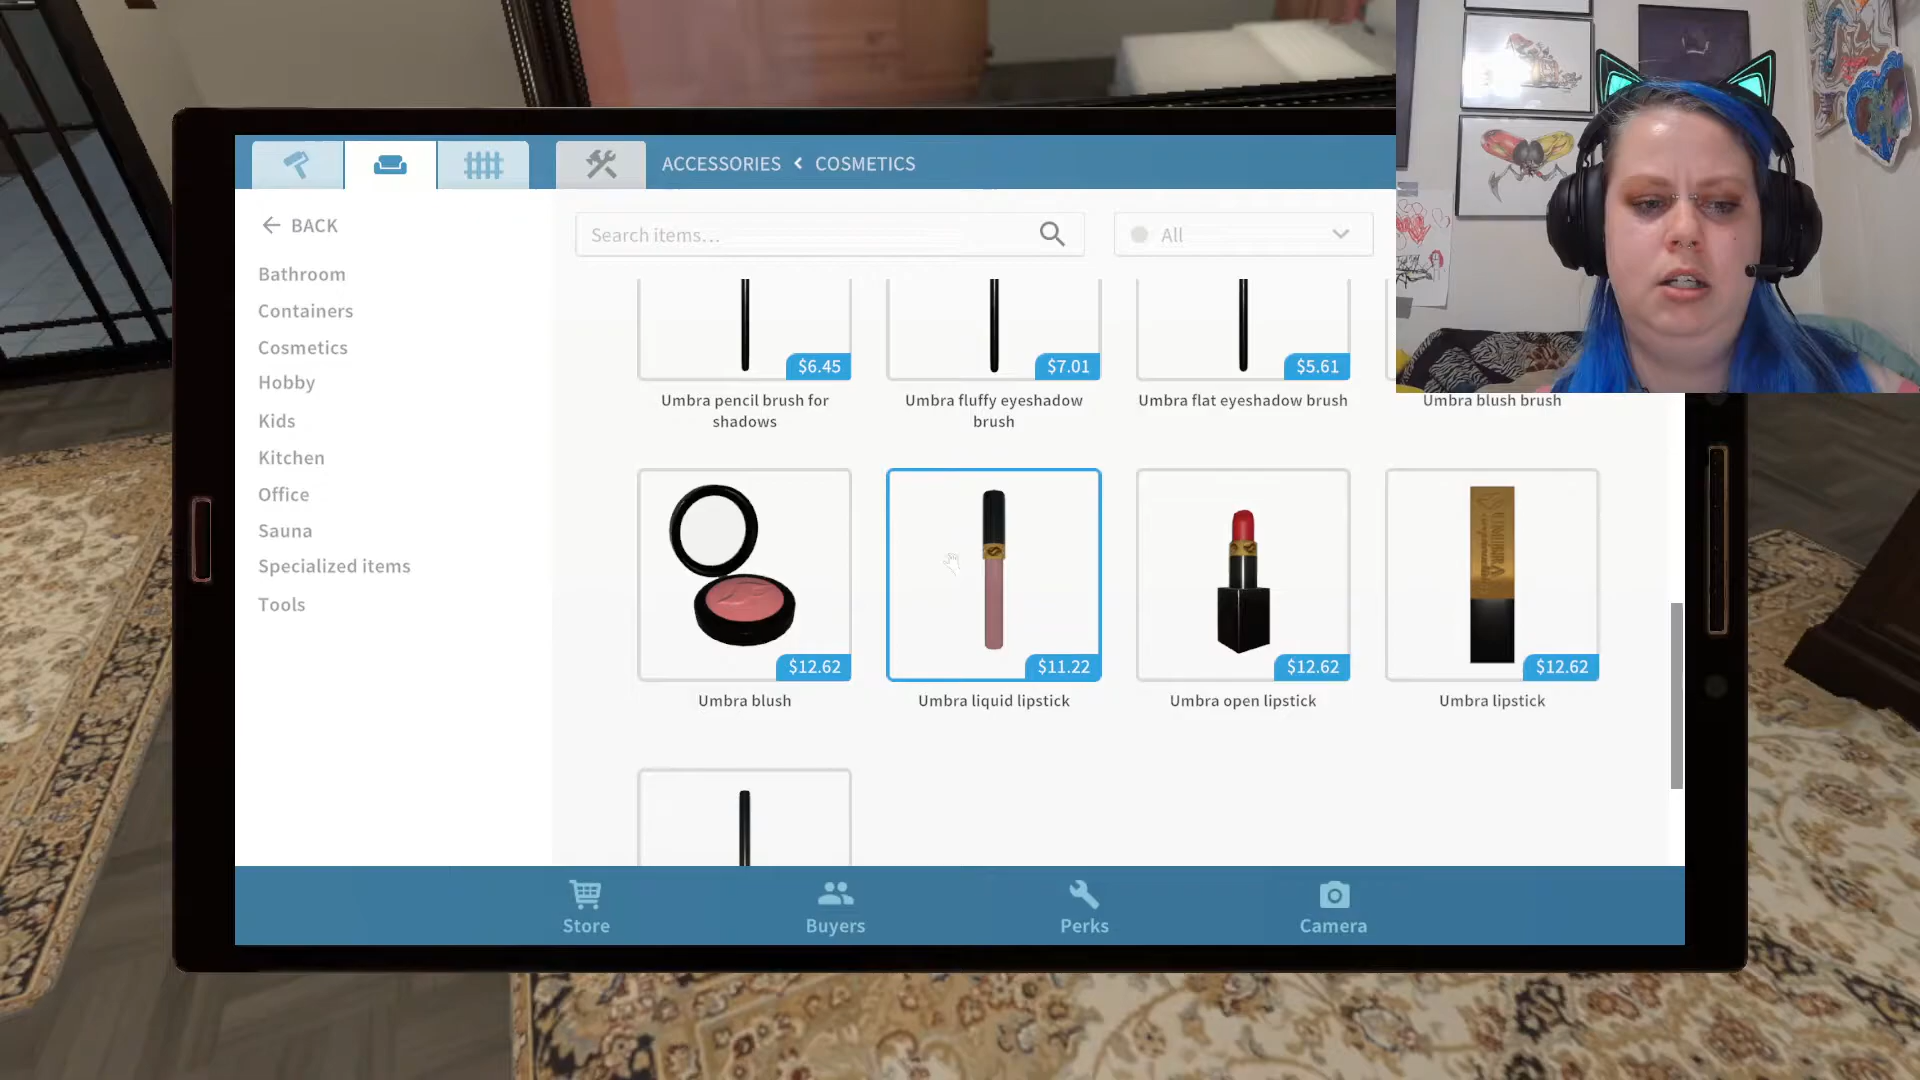 ACCESSORIES < COSMETICS
BACK
Search items...
All
Bathroom
Containers
Cosmetics
Hobby
Kids
Kitchen
Office
Sauna
Specialized items
Tools
$6.45
$7.01
$5.61
Umbra pencil brush for
shadows
Umbra fluffy eyeshadow
brush
Umbra flat eyeshadow brush
Umbra blush brush
UMBRA
$12.62
$11.22
$12.62
$12.62
Umbra blush
Umbra liquid lipstick
Umbra open lipstick
Umbra lipstick
Store
Buyers
Perks
Camera